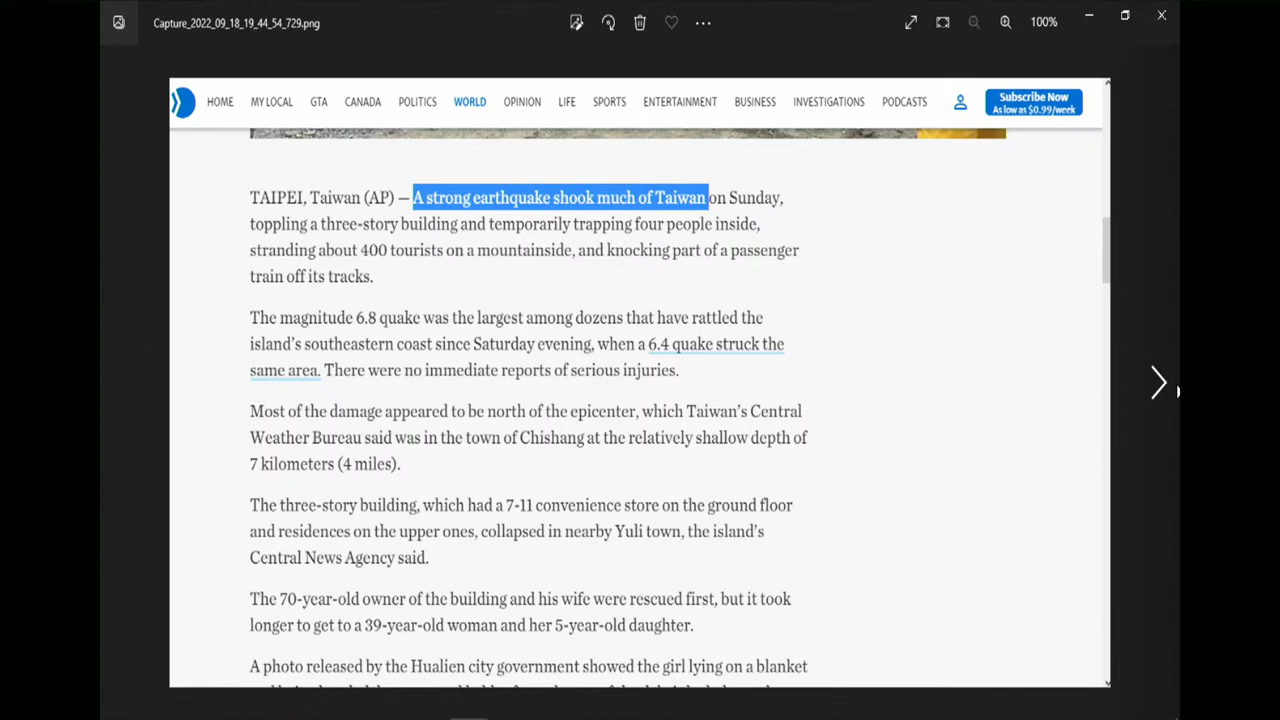 Capture_2022_09_18_19_44_54_729.png
100%
HOME MY LOCAL GTA CANADA POLITICS WORLD OPINION LIFE SPORTS ENTERTAINMENT BUSINESS INVESTIGATIONS PODCASTS
Subscribe Now
As low as $0.99/week
TAIPEI, Taiwan (AP) — A strong earthquake shook much of Taiwan on Sunday,
toppling a three-story building and temporarily trapping four people inside,
stranding about 400 tourists on a mountainside, and knocking part of a passenger
train off its tracks.
The magnitude 6.8 quake was the largest among dozens that have rattled the
island’s southeastern coast since Saturday evening, when a 6.4 quake struck the
same area. There were no immediate reports of serious injuries.
Most of the damage appeared to be north of the epicenter, which Taiwan’s Central
Weather Bureau said was in the town of Chishang at the relatively shallow depth of
7 kilometers (4 miles).
The three-story building, which had a 7-11 convenience store on the ground floor
and residences on the upper ones, collapsed in nearby Yuli town, the island’s
Central News Agency said.
The 70-year-old owner of the building and his wife were rescued first, but it took
longer to get to a 39-year-old woman and her 5-year-old daughter.
A photo released by the Hualien city government showed the girl lying on a blanket